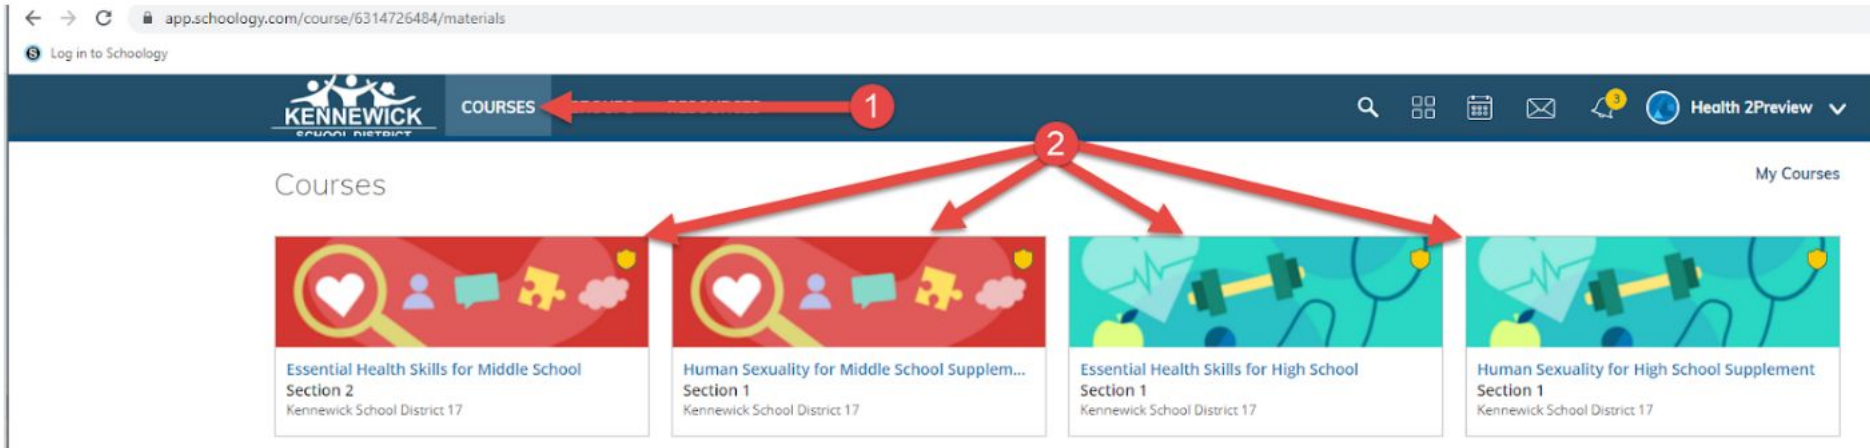 app.schoology.com/course/6314726484/materials
Log in to Schoology
KENNEWICK
SCHOOL DISTRICT
COURSES
1
3
Health 2Preview
2
Courses
My Courses
Essential Health Skills for Middle School
Section 2
Kennewick School District 17
Human Sexuality for Middle School Supplem...
Section 1
Kennewick School District 17
Essential Health Skills for High School
Section 1
Kennewick School District 17
Human Sexuality for High School Supplement
Section 1
Kennewick School District 17